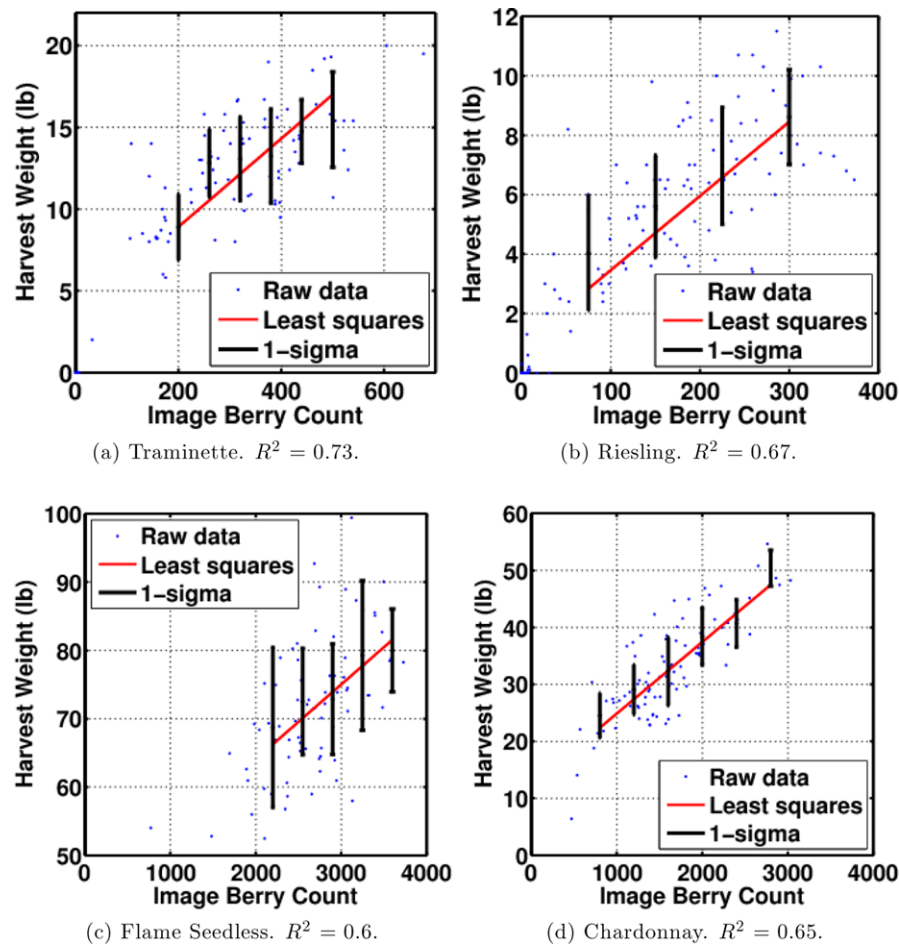 20
15
10
5
0
0
200
400
600
Harvest Weight (lb)
Image Berry Count
Raw data
Least squares
1-sigma
(a) Traminette. R² = 0.73.
12
10
8
6
4
2
0
0
100
200
300
400
Harvest Weight (lb)
Image Berry Count
Raw data
Least squares
1-sigma
(b) Riesling. R² = 0.67.
100
90
80
70
60
50
0
1000
2000
3000
4000
Harvest Weight (lb)
Image Berry Count
Raw data
Least squares
1-sigma
(c) Flame Seedless. R² = 0.6.
60
50
40
30
20
10
0
0
1000
2000
3000
4000
Harvest Weight (lb)
Image Berry Count
Raw data
Least squares
1-sigma
(d) Chardonnay. R² = 0.65.